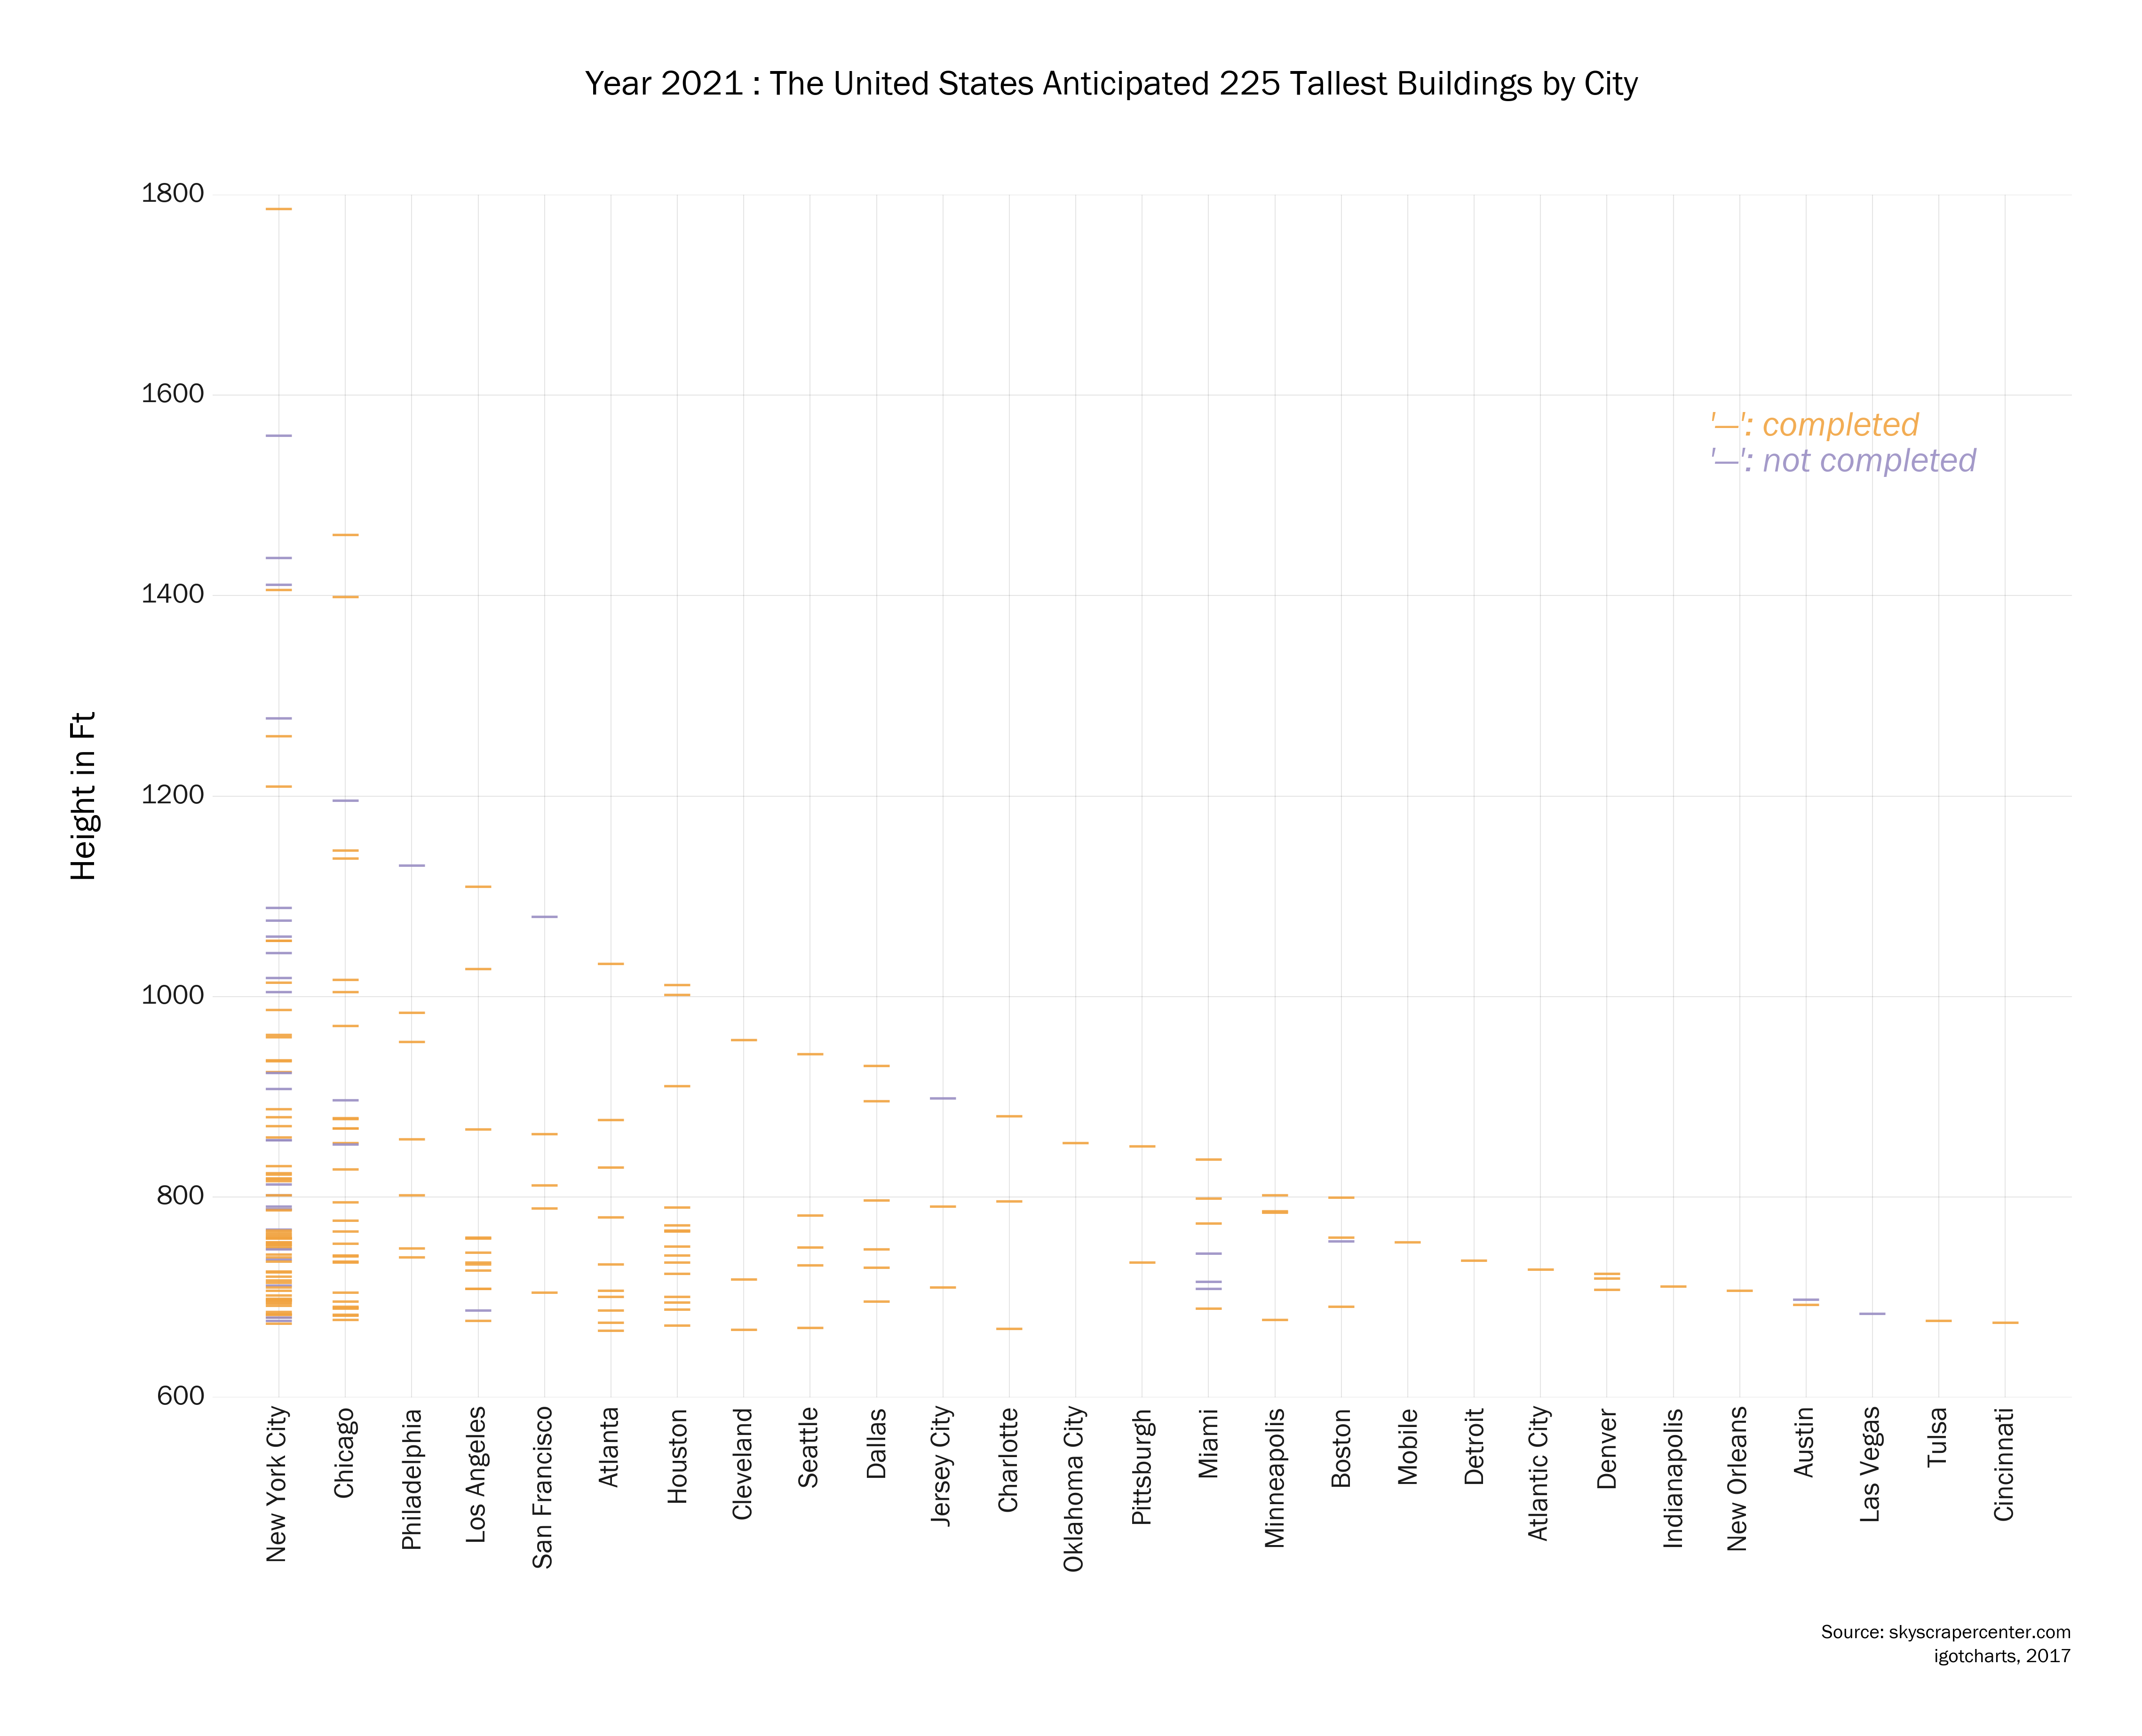 Year 2021 : The United States Anticipated 225 Tallest Buildings by City
1800
1600
'—': completed
'—': not completed
1400
1200
Height in Ft
1000
800
600
New York City
Chicago
Philadelphia
Los Angeles
San Francisco
Atlanta
Houston
Cleveland
Seattle
Dallas
Jersey City
Charlotte
Oklahoma City
Pittsburgh
Miami
Minneapolis
Boston
Mobile
Detroit
Atlantic City
Denver
Indianapolis
New Orleans
Austin
Las Vegas
Tulsa
Cincinnati
Source: skyscrapercenter.com
igotcharts, 2017